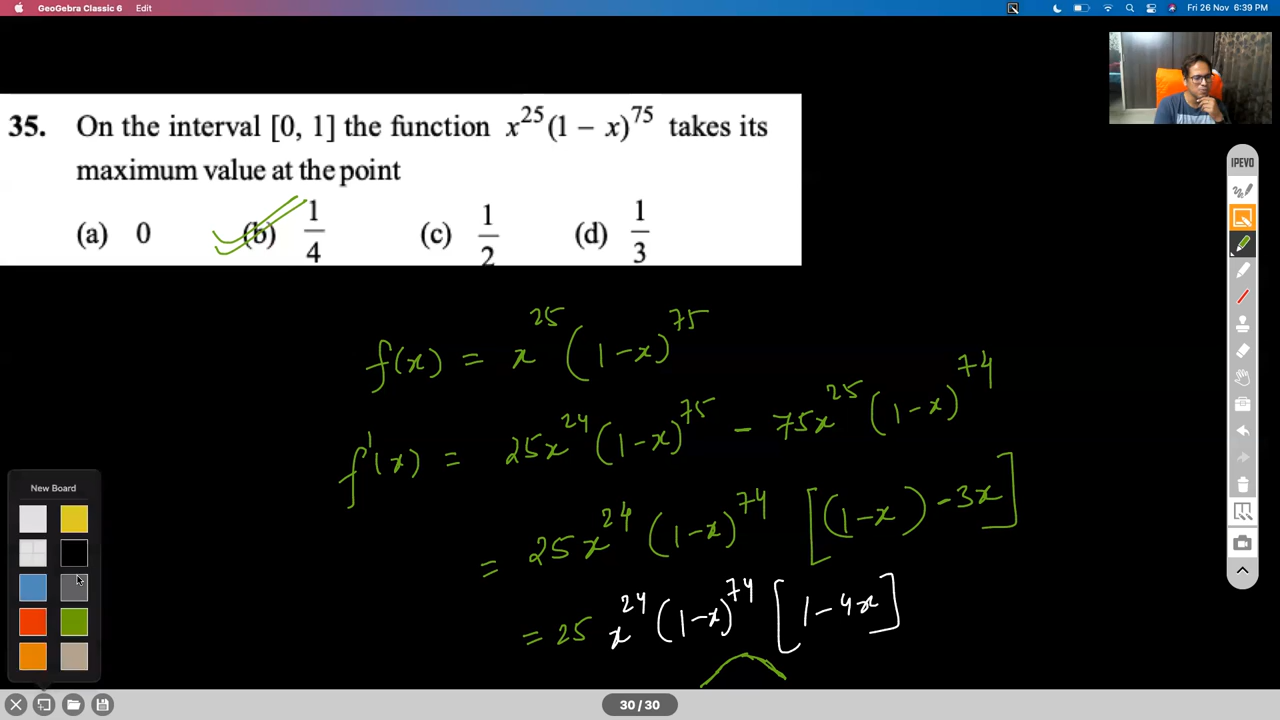 GeoGebra Classic 6 Edit Fri 26 Nov 6:39 PM
35. On the interval [0, 1] the function x^25(1 − x)^75 takes its
maximum value at the point
(a) 0 (b) 1/4 (c) 1/2 (d) 1/3
f(x) = x^25 (1-x)^75
f'(x) = 25x^24 (1-x)^75 - 75x^25 (1-x)^74
= 25x^24 (1-x)^74 [(1-x) - 3x]
= 25 x^24 (1-x)^74 [1-4x]
IPEVO
New Board
30 / 30